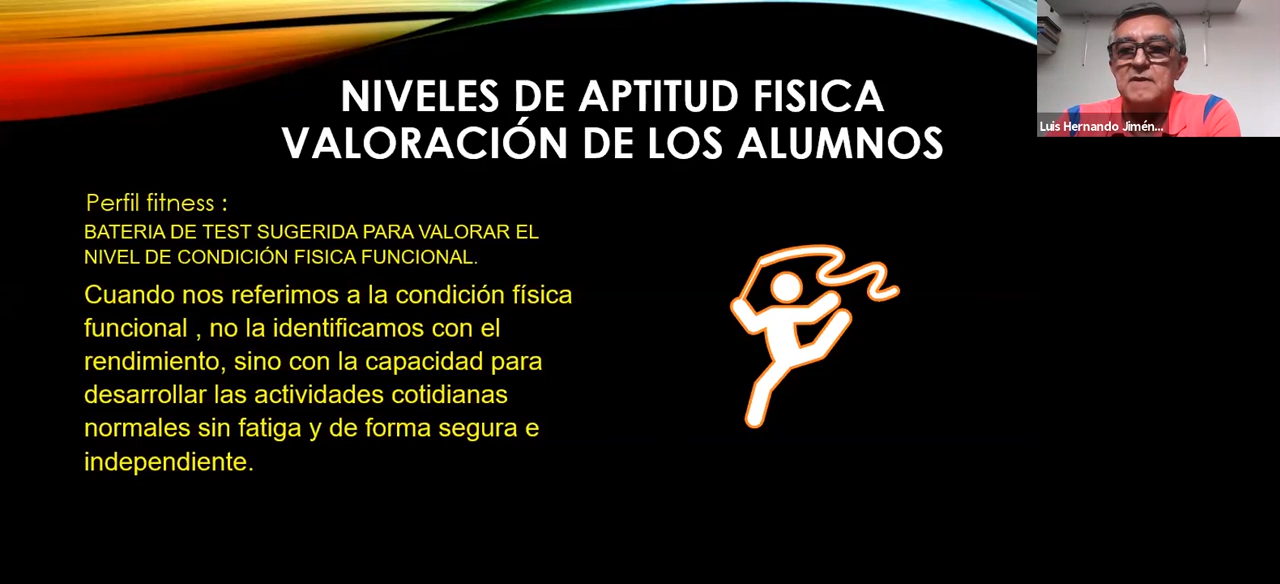 NIVELES DE APTITUD FISICA
VALORACIÓN DE LOS ALUMNOS
Perfil fitness :
BATERIA DE TEST SUGERIDA PARA VALORAR EL
NIVEL DE CONDICIÓN FISICA FUNCIONAL.
Cuando nos referimos a la condición física
funcional , no la identificamos con el
rendimiento, sino con la capacidad para
desarrollar las actividades cotidianas
normales sin fatiga y de forma segura e
independiente.
Luis Hernando Jimén...